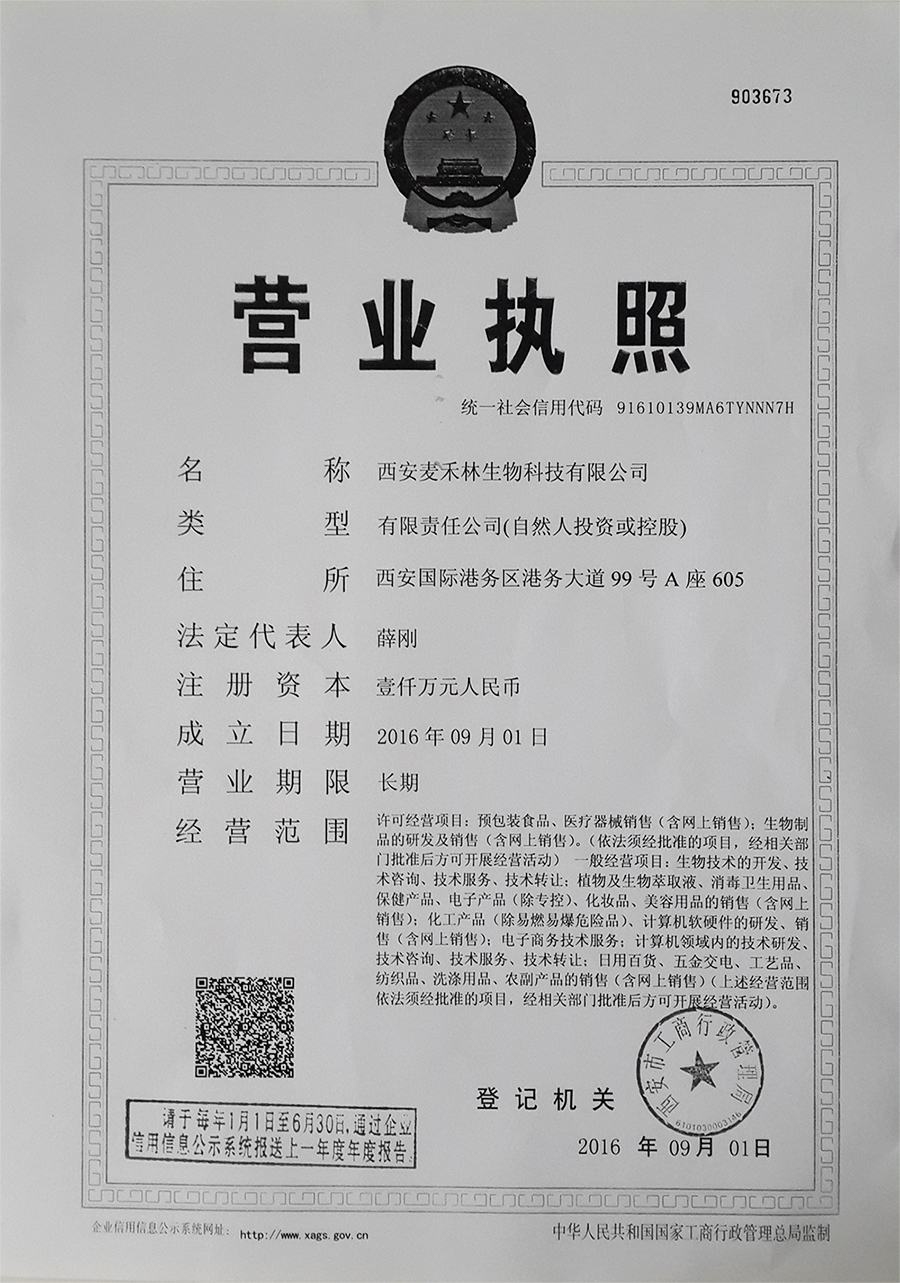 903673
营业执照
统一社会信用代码 91610139MA6TYNNN7H
名称 西安麦禾林生物科技有限公司
类型 有限责任公司(自然人投资或控股)
住所 西安国际港务区港务大道 99 号 A 座 605
法定代表人 薛刚
注册资本 壹仟万元人民币
成立日期 2016 年 09 月 01 日
营业期限 长期
经营范围 许可经营项目：预包装食品、医疗器械销售（含网上销售）；生物制
品的研发及销售（含网上销售）。（依法须经批准的项目，经相关部
门批准后方可开展经营活动） 一般经营项目：生物技术的开发、技
术咨询、技术服务、技术转让；植物及生物萃取液、消毒卫生用品、
保健产品、电子产品（除专控）、化妆品、美容用品的销售（含网上
销售）；化工产品（除易燃易爆危险品）、计算机软硬件的研发、销
售（含网上销售）；电子商务技术服务；计算机领域内的技术研发、
技术咨询、技术服务、技术转让；日用百货、五金交电、工艺品、
纺织品、洗涤用品、农副产品的销售（含网上销售）（上述经营范围
依法须经批准的项目，经相关部门批准后方可开展经营活动）。
西安市工商行政管理局
6101030003146
登记机关
2016 年 09月 01日
请于每年1月1日至6月30日，通过企业
信用信息公示系统报送上一年度年度报告。
企业信用信息公示系统网址： http://www.xags.gov.cn
中华人民共和国国家工商行政管理总局监制